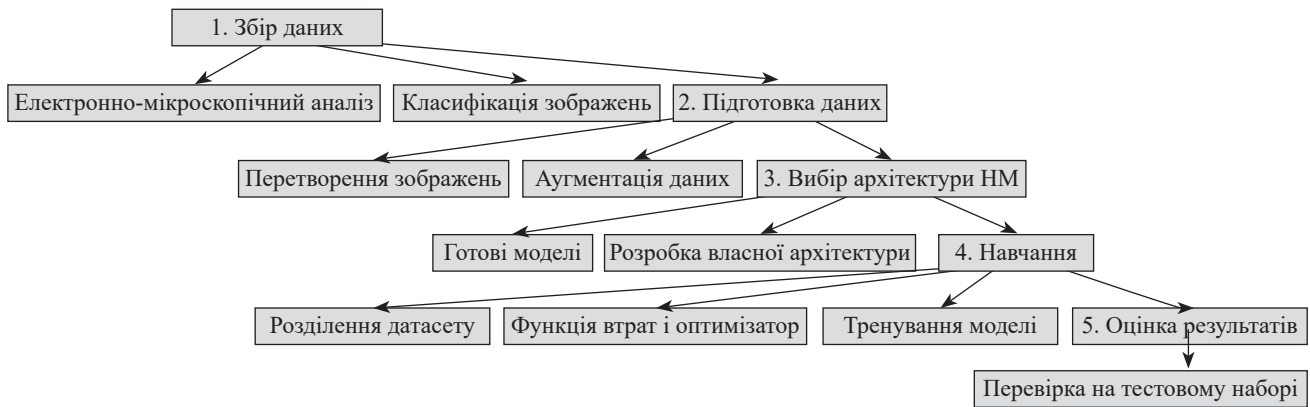 1. Збір даних
Електронно-мікроскопічний аналіз
Класифікація зображень
2. Підготовка даних
Перетворення зображень
Аугментація даних
3. Вибір архітектури НМ
Готові моделі
Розробка власної архітектури
4. Навчання
Розділення датасету
Функція втрат і оптимізатор
Тренування моделі
5. Оцінка результатів
Перевірка на тестовому наборі